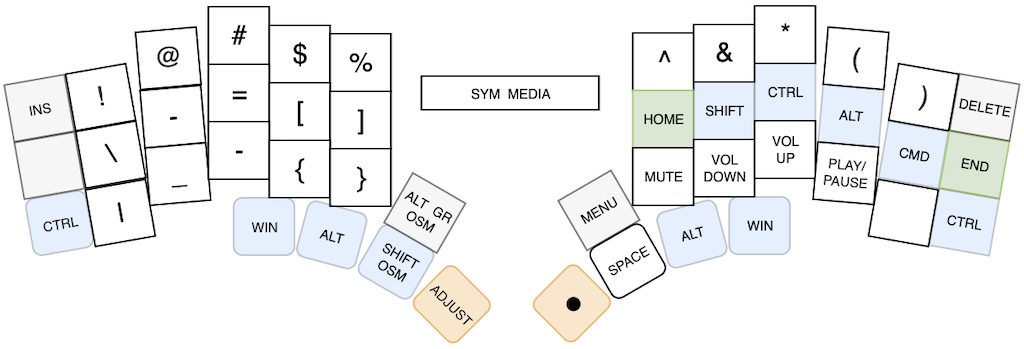 # $ % @ ! INS
SYM MEDIA
^ & * ( ) DELETE
= [ ] - \
HOME SHIFT CTRL ALT CMD END
- { } _ | CTRL
MUTE
VOL
DOWN
VOL
UP
PLAY/
PAUSE
CTRL
WIN ALT
SHIFT
OSM
ALT GR
OSM
ADJUST
MENU
SPACE
ALT WIN